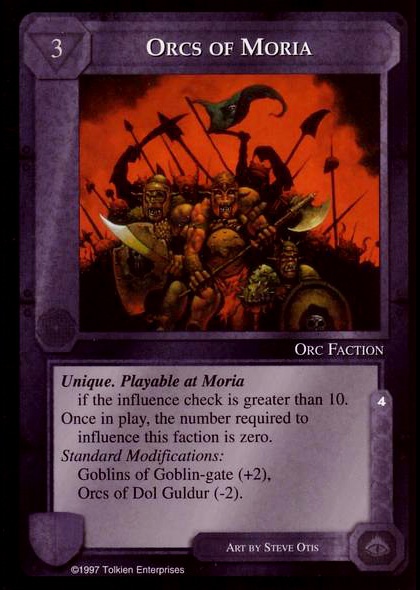 3
ORCS OF MORIA
ORC FACTION
Unique. Playable at Moria
if the influence check is greater than 10.
Once in play, the number required to
influence this faction is zero.
Standard Modifications:
Goblins of Goblin-gate (+2),
Orcs of Dol Guldur (-2).
4
ART BY STEVE OTIS
©1997 Tolkien Enterprises